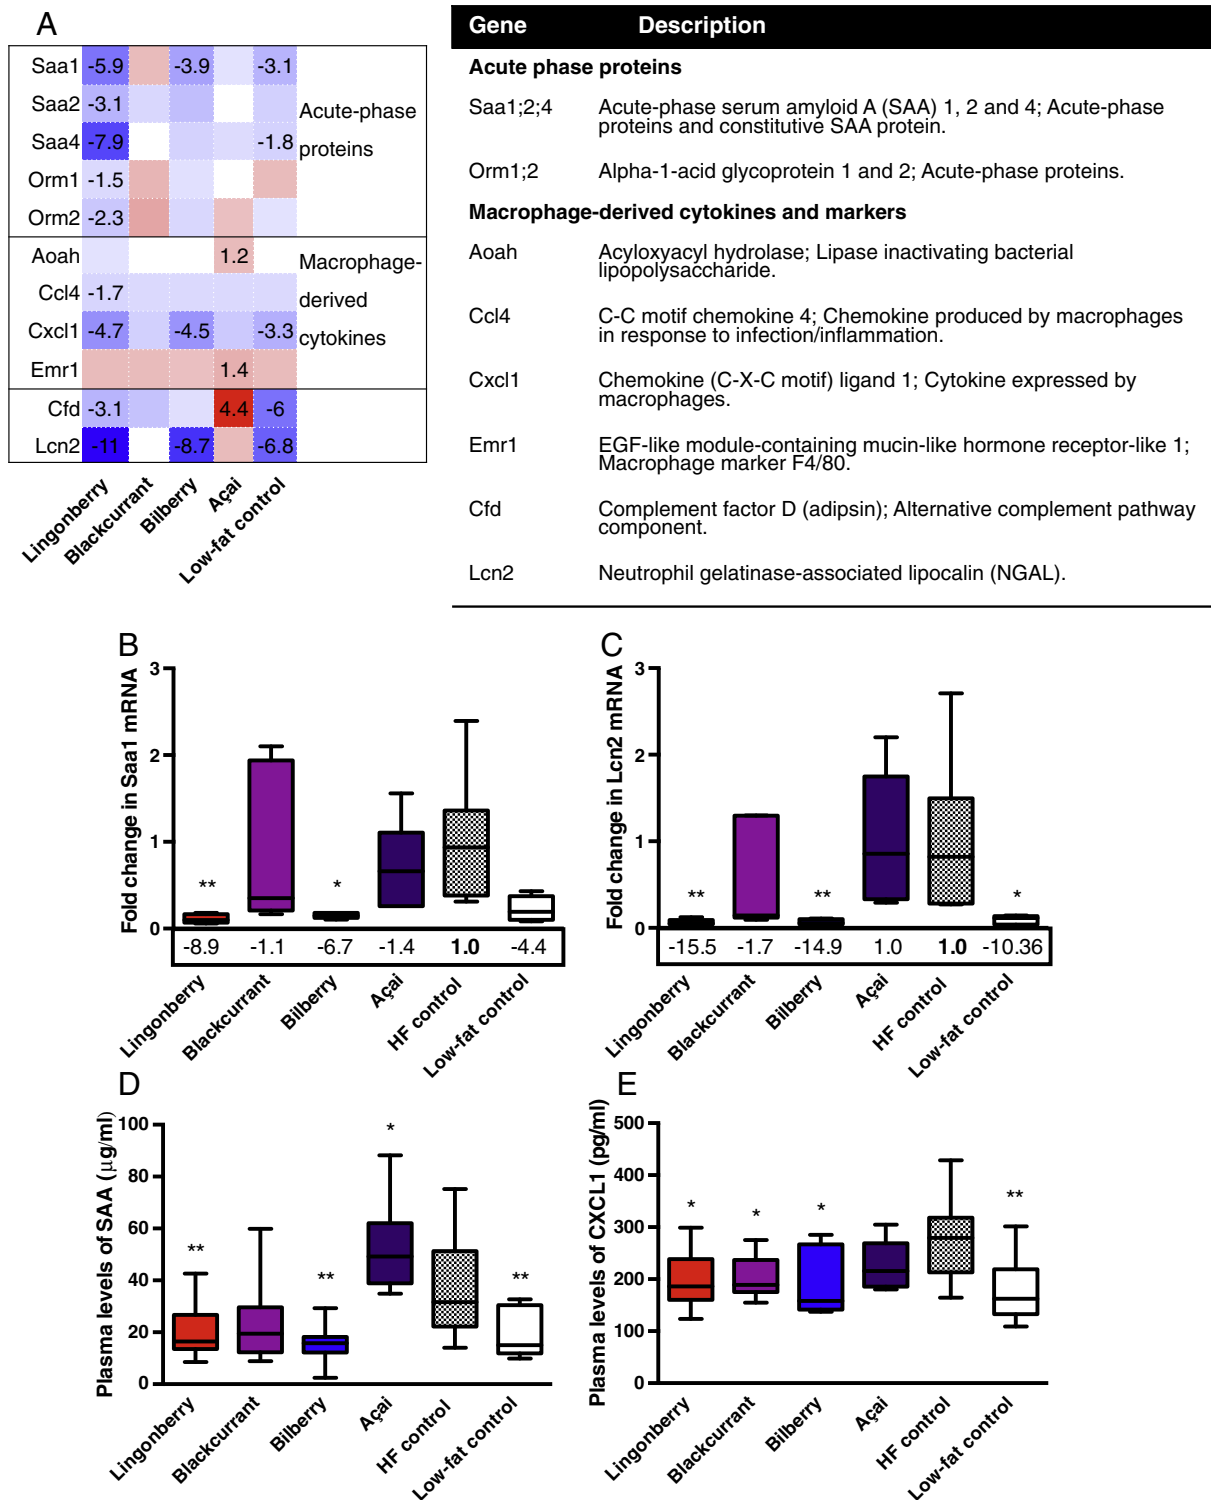 A
Saa1 -5.9 -3.9 -3.1
Saa2 -3.1
Acute-phase
Saa4 -7.9 -1.8
proteins
Orm1 -1.5
Orm2 -2.3
Aoah 1.2
Macrophage-
Ccl4 -1.7
derived
Cxcl1 -4.7 -4.5 -3.3
cytokines
Emr1 1.4
Cfd -3.1 4.4 -6
Lcn2 -11 -8.7 -6.8
Lingonberry
Blackcurrant
Bilberry
Açai
Low-fat control
Gene Description
Acute phase proteins
Saa1;2;4 Acute-phase serum amyloid A (SAA) 1, 2 and 4; Acute-phase
proteins and constitutive SAA protein.
Orm1;2 Alpha-1-acid glycoprotein 1 and 2; Acute-phase proteins.
Macrophage-derived cytokines and markers
Aoah Acyloxyacyl hydrolase; Lipase inactivating bacterial
lipopolysaccharide.
Ccl4 C-C motif chemokine 4; Chemokine produced by macrophages
in response to infection/inflammation.
Cxcl1 Chemokine (C-X-C motif) ligand 1; Cytokine expressed by
macrophages.
Emr1 EGF-like module-containing mucin-like hormone receptor-like 1;
Macrophage marker F4/80.
Cfd Complement factor D (adipsin); Alternative complement pathway
component.
Lcn2 Neutrophil gelatinase-associated lipocalin (NGAL).
B
Fold change in Saa1 mRNA
3
2
1
0
** *
-8.9 -1.1 -6.7 -1.4 1.0 -4.4
Lingonberry
Blackcurrant
Bilberry
Açai
HF control
Low-fat control
C
Fold change in Lcn2 mRNA
3
2
1
0
** ** *
-15.5 -1.7 -14.9 1.0 1.0 -10.36
Lingonberry
Blackcurrant
Bilberry
Açai
HF control
Low-fat control
D
Plasma levels of SAA (µg/ml)
100
80
60
40
20
0
** ** * **
Lingonberry
Blackcurrant
Bilberry
Açai
HF control
Low-fat control
E
Plasma levels of CXCL1 (pg/ml)
500
400
300
200
100
0
* * * **
Lingonberry
Blackcurrant
Bilberry
Açai
HF control
Low-fat control